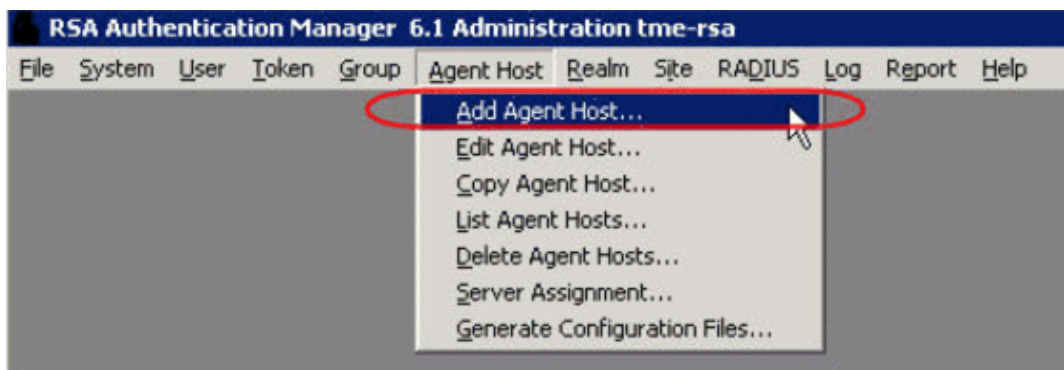 RSA Authentication Manager 6.1 Administration tme-rsa
File System User Token Group Agent Host Realm Site RADIUS Log Report Help
Add Agent Host...
Edit Agent Host...
Copy Agent Host...
List Agent Hosts...
Delete Agent Hosts...
Server Assignment...
Generate Configuration Files...